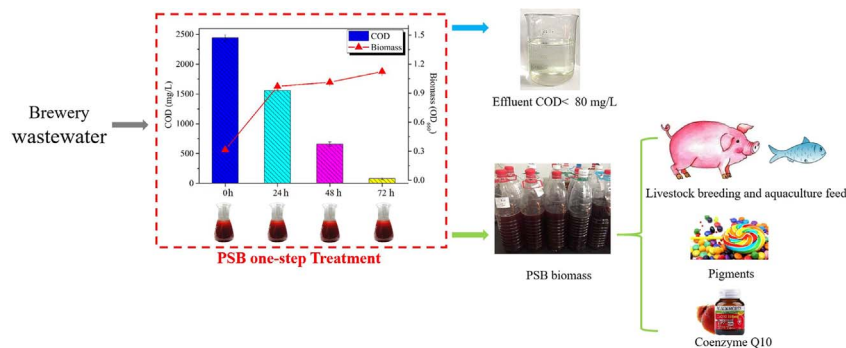 Brewery
wastewater
COD
Biomass
COD (mg/L)
2500
2000
1500
1000
500
0
Biomass(OD
1.5
1.2
0.9
0.6
0.3
0.0
0h
24 h
48 h
72 h
PSB one-step Treatment
Effluent COD< 80 mg/L
PSB biomass
Livestock breeding and aquaculture feed
Pigments
Coenzyme Q10